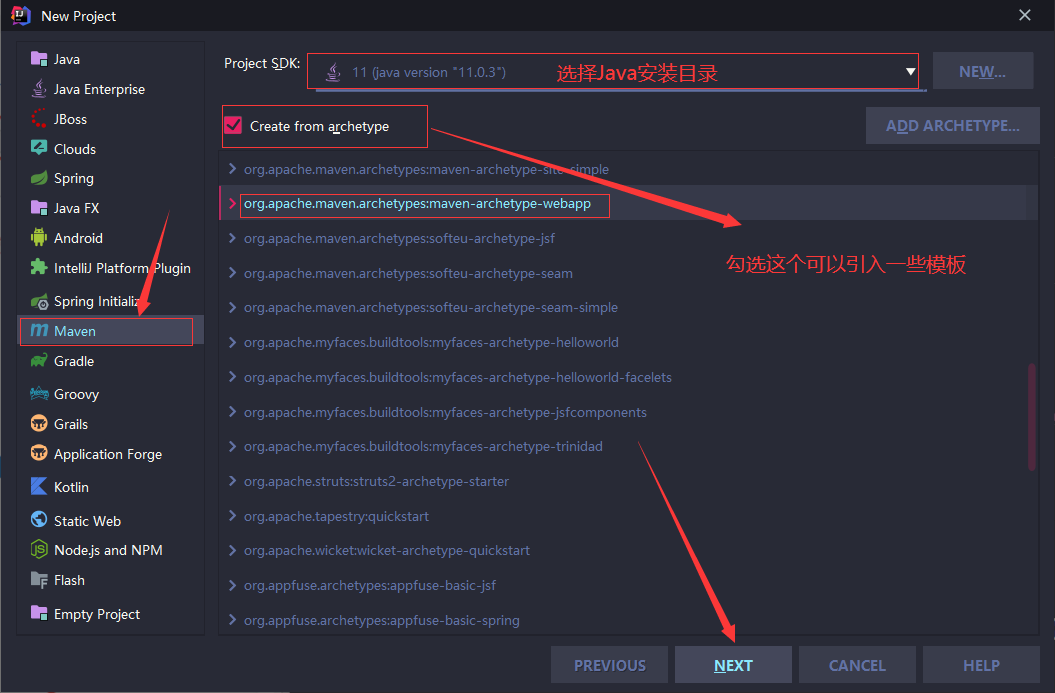 New Project
Java
Java Enterprise
JBoss
Clouds
Spring
Java FX
Android
IntelliJ Platform Plugin
Spring Initializ
Maven
Gradle
Groovy
Grails
Application Forge
Kotlin
Static Web
Node.js and NPM
Flash
Empty Project
Project SDK: 11 (java version "11.0.3") 选择Java安装目录 NEW...
Create from archetype ADD ARCHETYPE...
org.apache.maven.archetypes:maven-archetype-site-simple
org.apache.maven.archetypes:maven-archetype-webapp
org.apache.maven.archetypes:softeu-archetype-jsf
勾选这个可以引入一些模板
org.apache.maven.archetypes:softeu-archetype-seam
org.apache.maven.archetypes:softeu-archetype-seam-simple
org.apache.myfaces.buildtools:myfaces-archetype-helloworld
org.apache.myfaces.buildtools:myfaces-archetype-helloworld-facelets
org.apache.myfaces.buildtools:myfaces-archetype-jsfcomponents
org.apache.myfaces.buildtools:myfaces-archetype-trinidad
org.apache.struts:struts2-archetype-starter
org.apache.tapestry:quickstart
org.apache.wicket:wicket-archetype-quickstart
org.appfuse.archetypes:appfuse-basic-jsf
org.appfuse.archetypes:appfuse-basic-spring
PREVIOUS NEXT CANCEL HELP